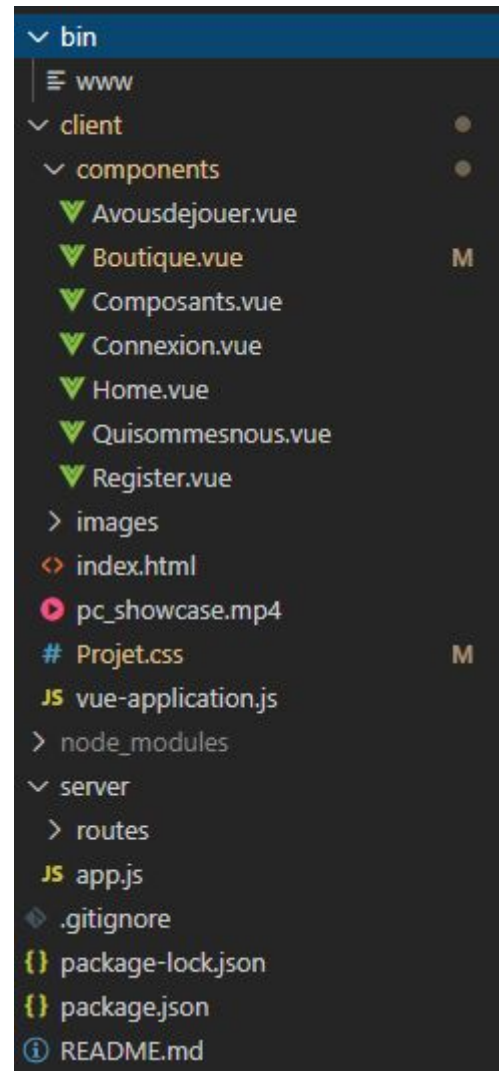 bin
www
client
components
Avousdejouer.vue
Boutique.vue M
Composants.vue
Connexion.vue
Home.vue
Quisommesnous.vue
Register.vue
images
index.html
pc_showcase.mp4
# Projet.css M
JS vue-application.js
node_modules
server
routes
JS app.js
.gitignore
{} package-lock.json
{} package.json
README.md